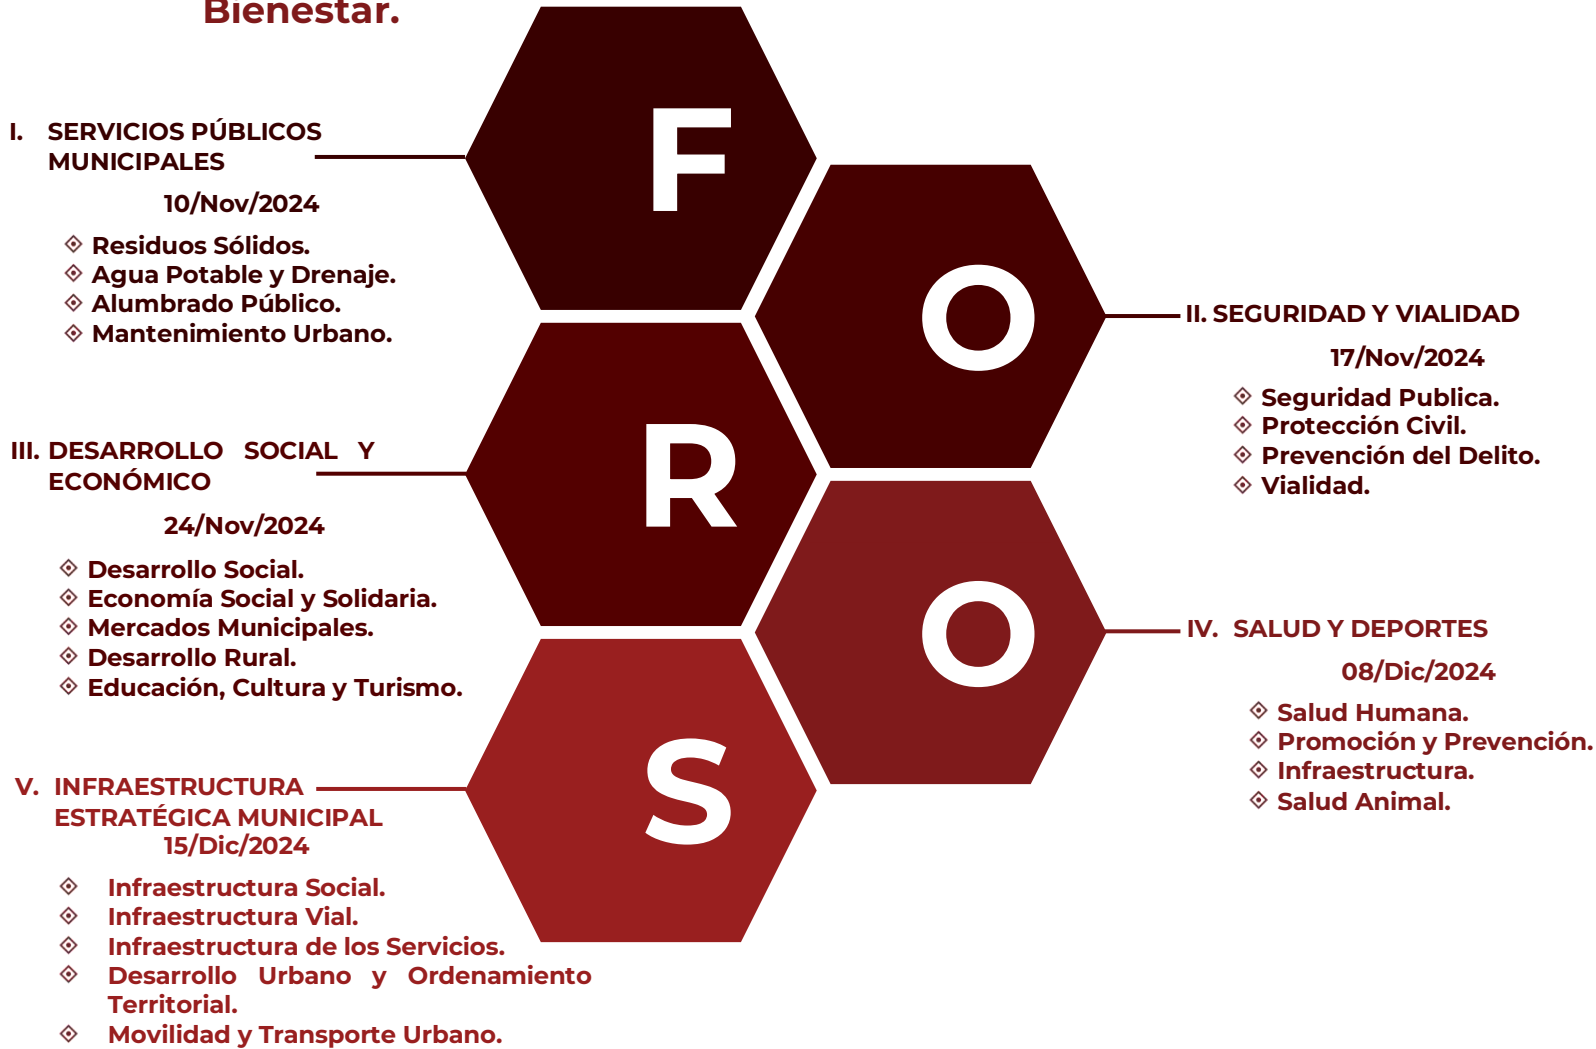 Bienestar.
F
I. SERVICIOS PÚBLICOS
MUNICIPALES
10/Nov/2024
Residuos Sólidos.
Agua Potable y Drenaje.
Alumbrado Público.
Mantenimiento Urbano.
O
II. SEGURIDAD Y VIALIDAD
17/Nov/2024
Seguridad Publica.
Protección Civil.
Prevención del Delito.
Vialidad.
R
III. DESARROLLO SOCIAL Y
ECONÓMICO
24/Nov/2024
Desarrollo Social.
Economía Social y Solidaria.
Mercados Municipales.
Desarrollo Rural.
Educación, Cultura y Turismo.
O
IV. SALUD Y DEPORTES
08/Dic/2024
Salud Humana.
Promoción y Prevención.
Infraestructura.
Salud Animal.
S
V. INFRAESTRUCTURA
ESTRATÉGICA MUNICIPAL
15/Dic/2024
Infraestructura Social.
Infraestructura Vial.
Infraestructura de los Servicios.
Desarrollo Urbano y Ordenamiento
Territorial.
Movilidad y Transporte Urbano.